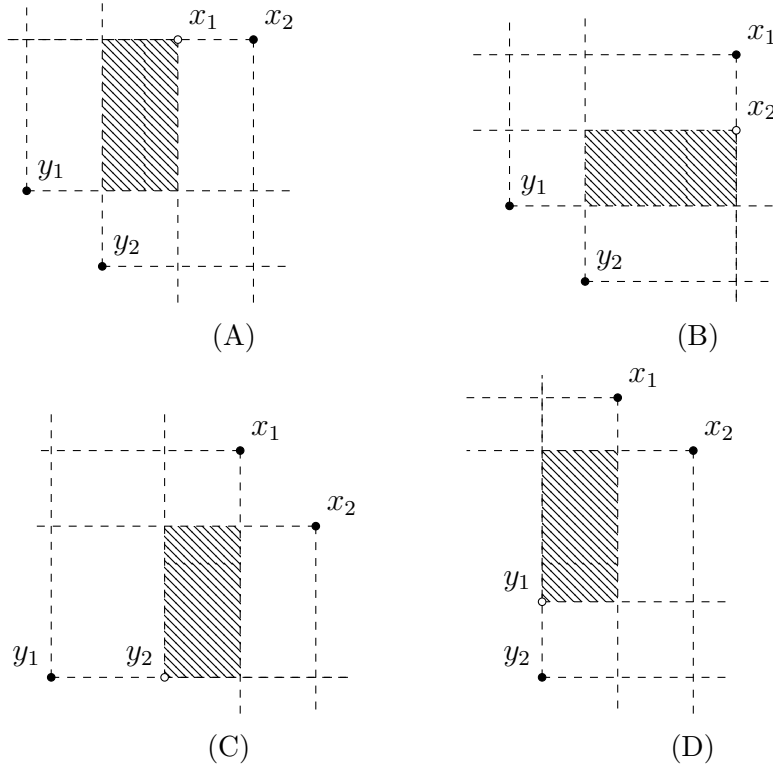 x₁ x₂
y₁
y₂
(A)
x₁
x₂
y₁
y₂
(B)
x₁
x₂
y₁ y₂
(C)
x₁
x₂
y₁
y₂
(D)